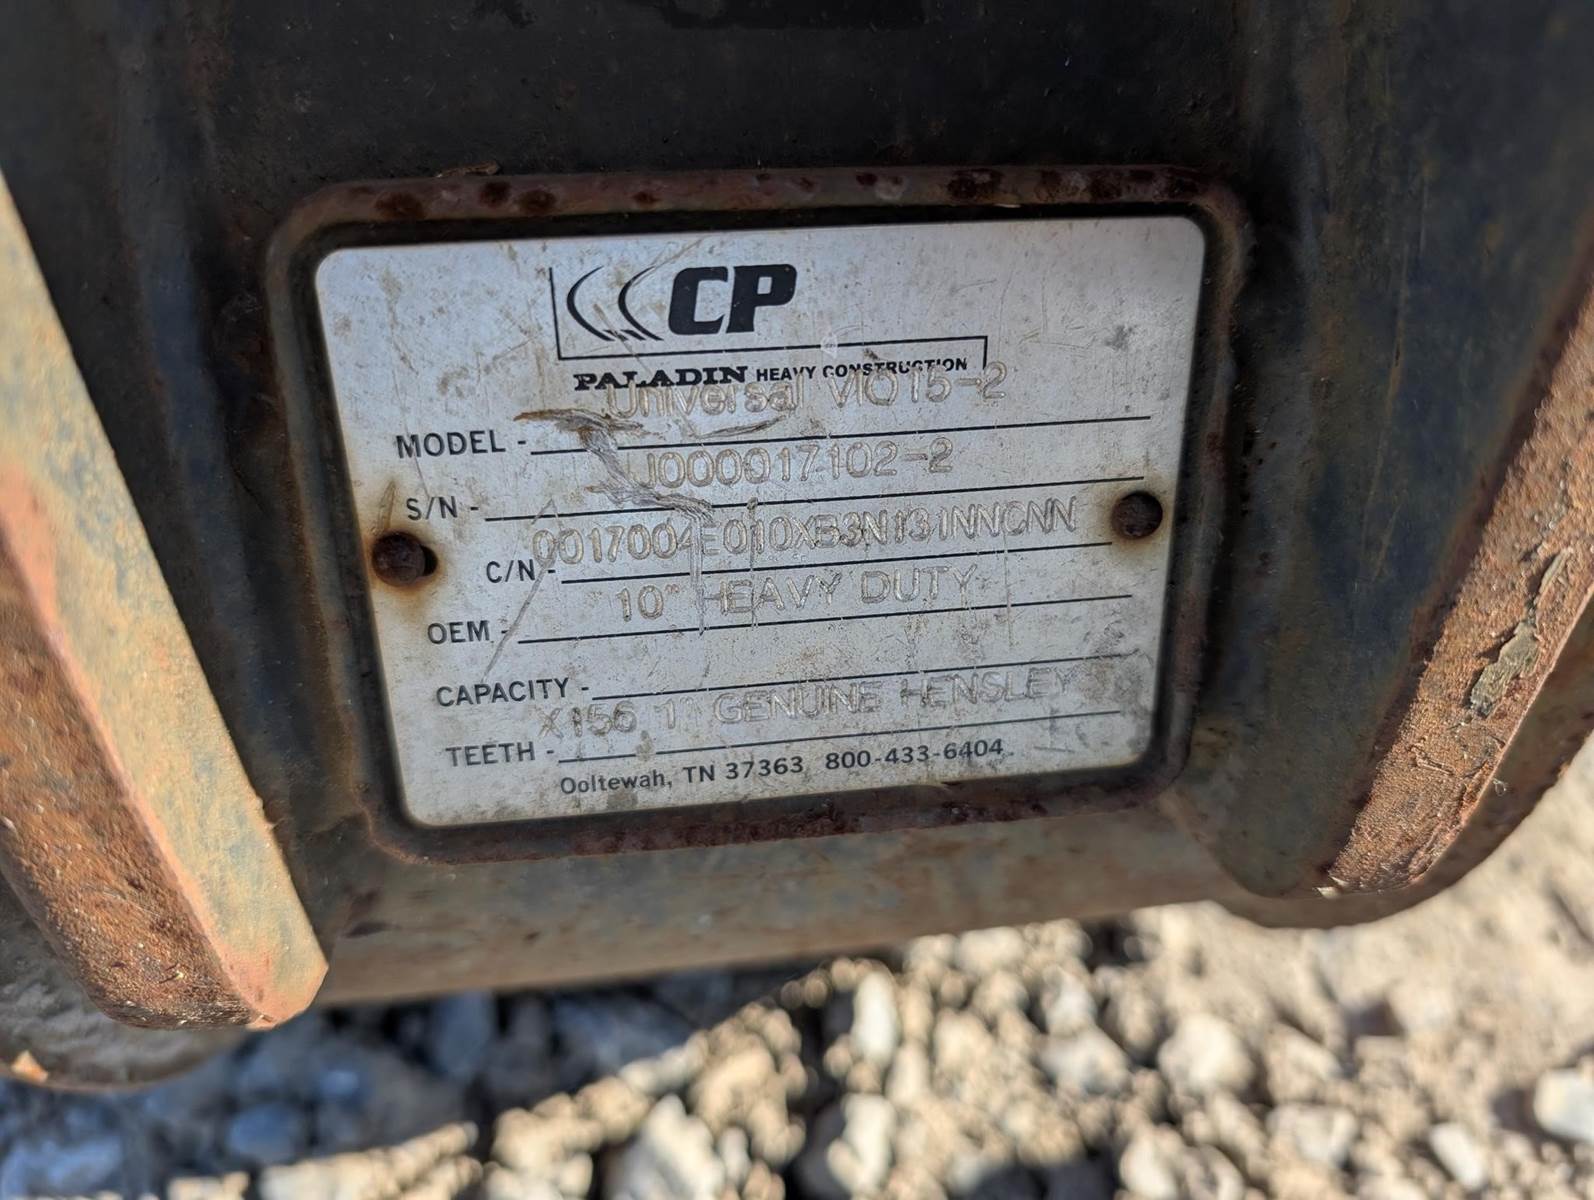 CP
PALADIN HEAVY CONSTRUCTION
MODEL - Universal VIO15-2
S/N - J000017102-2
C/N - 0017004E010XB3N131NNCNN
OEM - 10" HEAVY DUTY
CAPACITY -
TEETH - X156 1" GENUINE HENSLEY
Ooltewah, TN 37363 800-433-6404